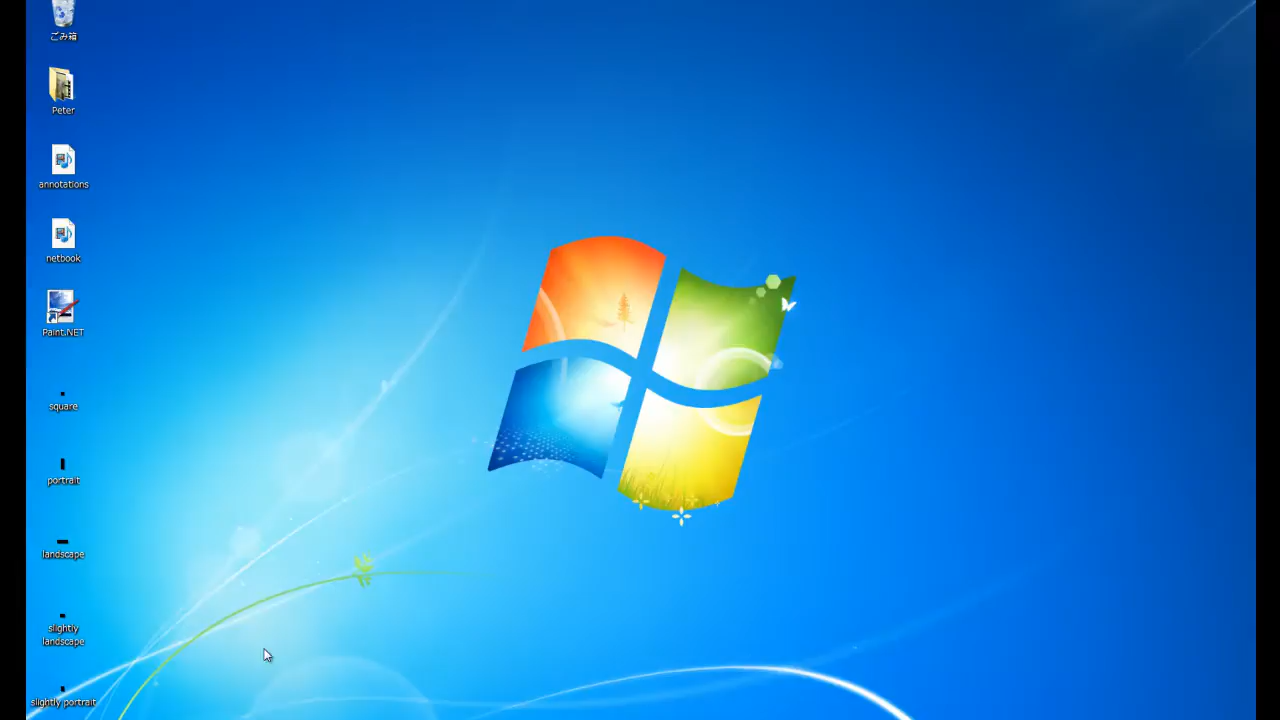 ごみ箱
Peter
annotations
netbook
Paint.NET
square
portrait
landscape
slightly
landscape
slightly portrait